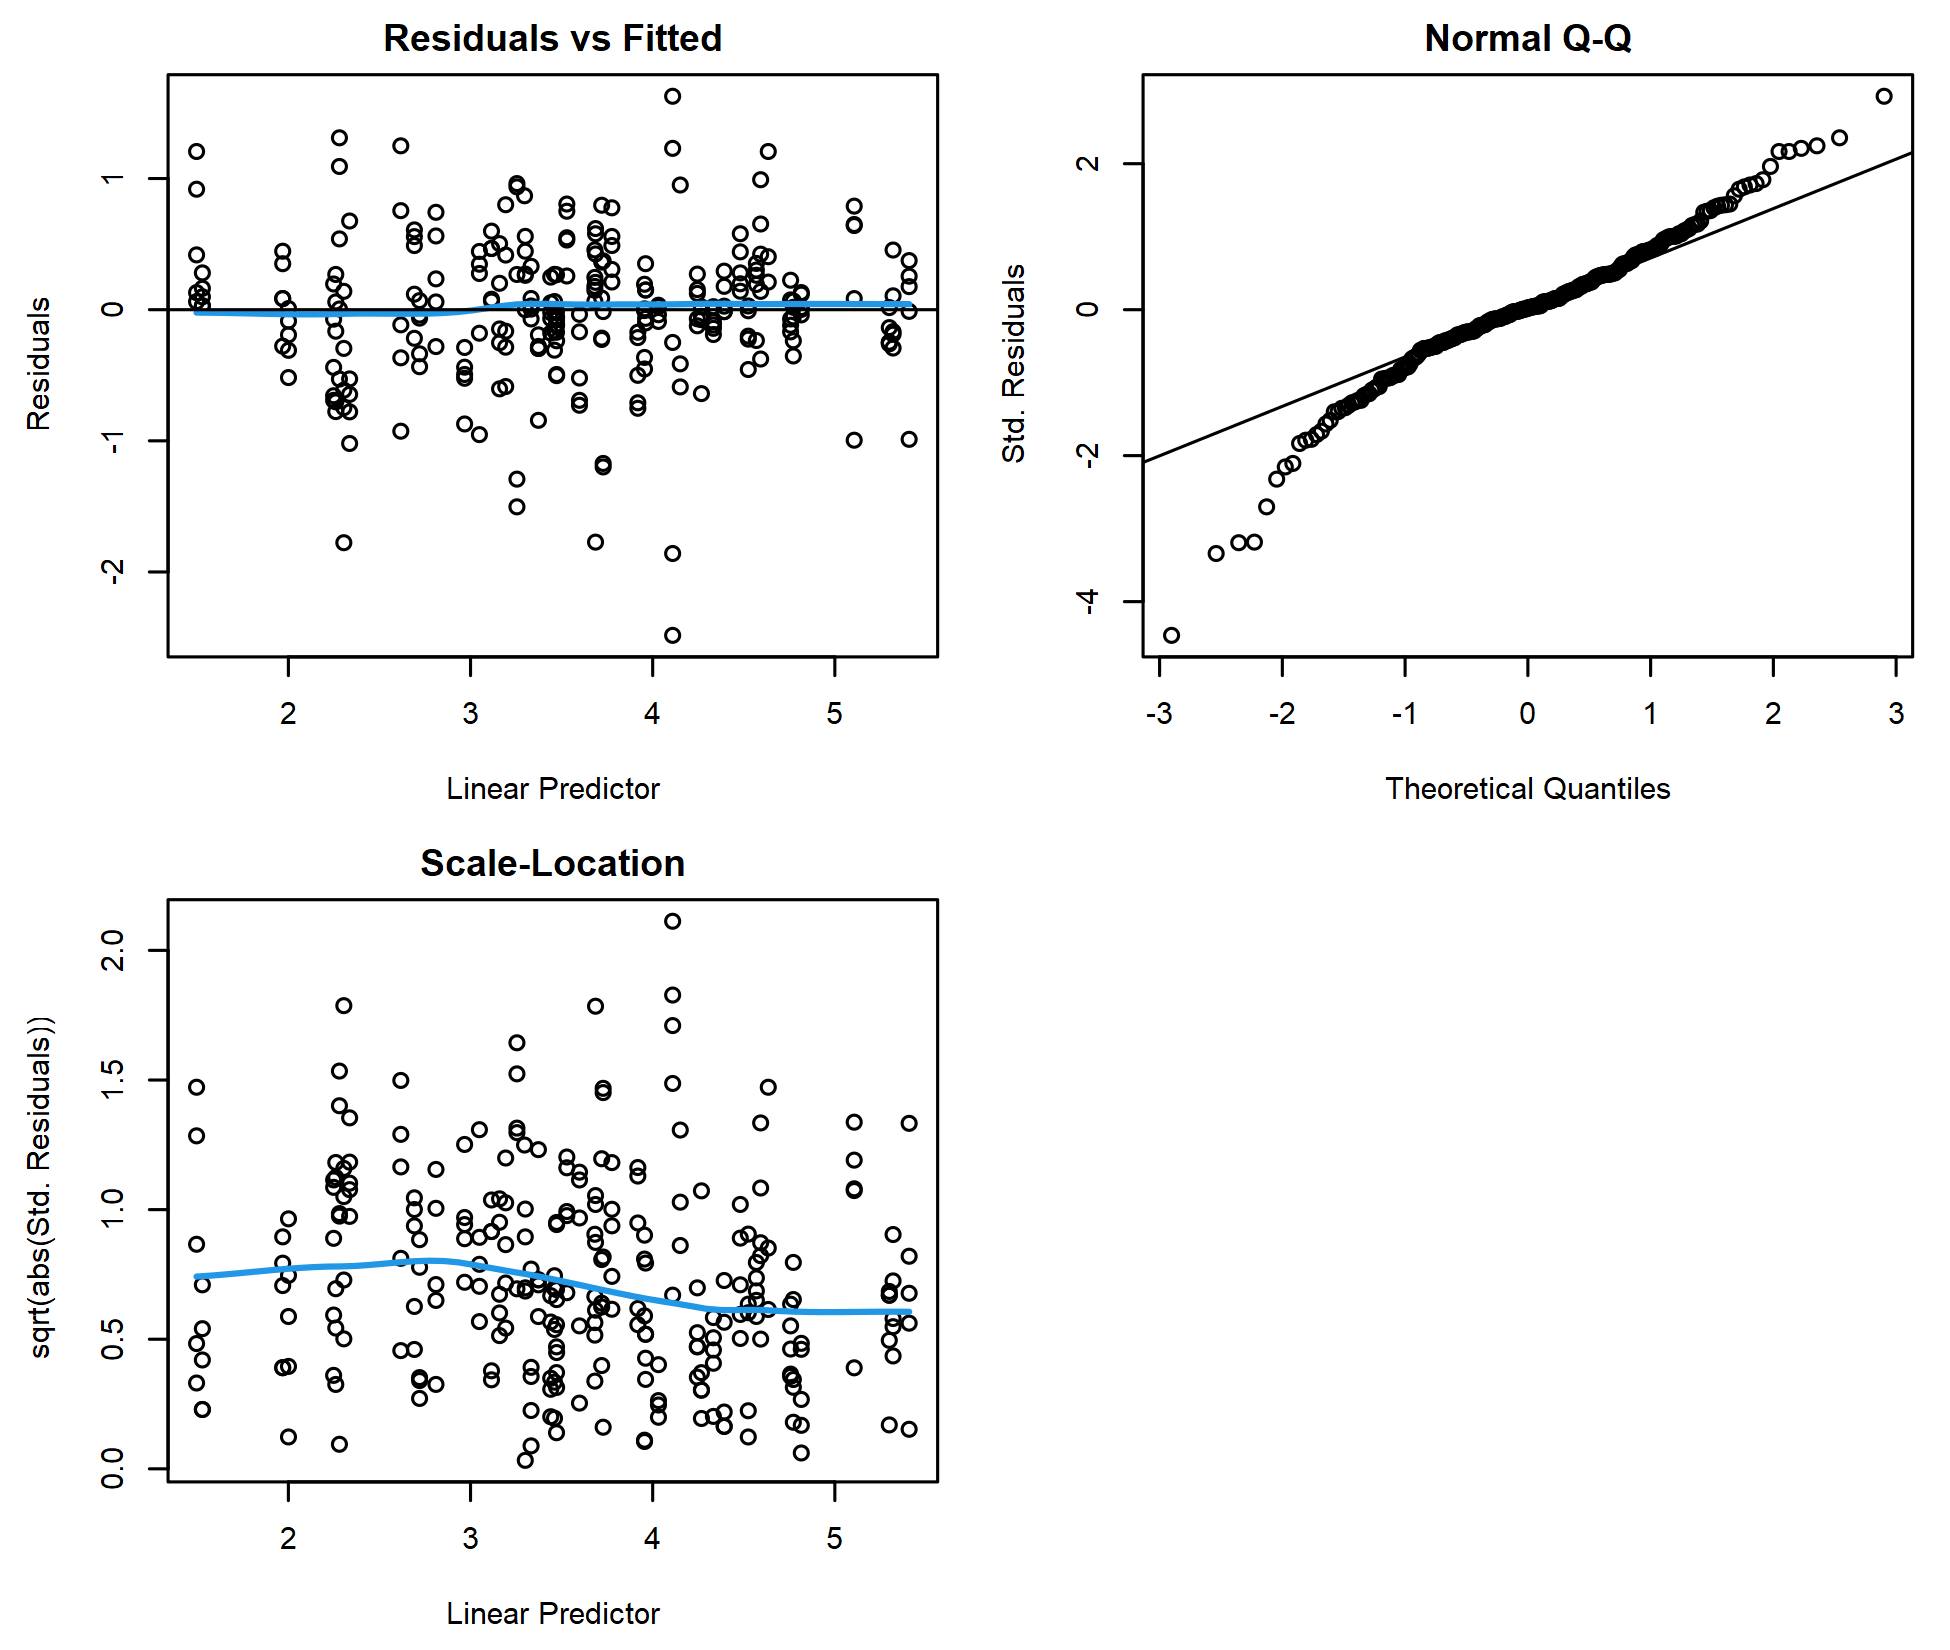 Residuals vs Fitted
Residuals
1
0
-1
-2
2 3 4 5
Linear Predictor
Normal Q-Q
Std. Residuals
2
0
-2
-4
-3 -2 -1 0 1 2 3
Theoretical Quantiles
Scale-Location
sqrt(abs(Std. Residuals))
2.0
1.5
1.0
0.5
0.0
2 3 4 5
Linear Predictor